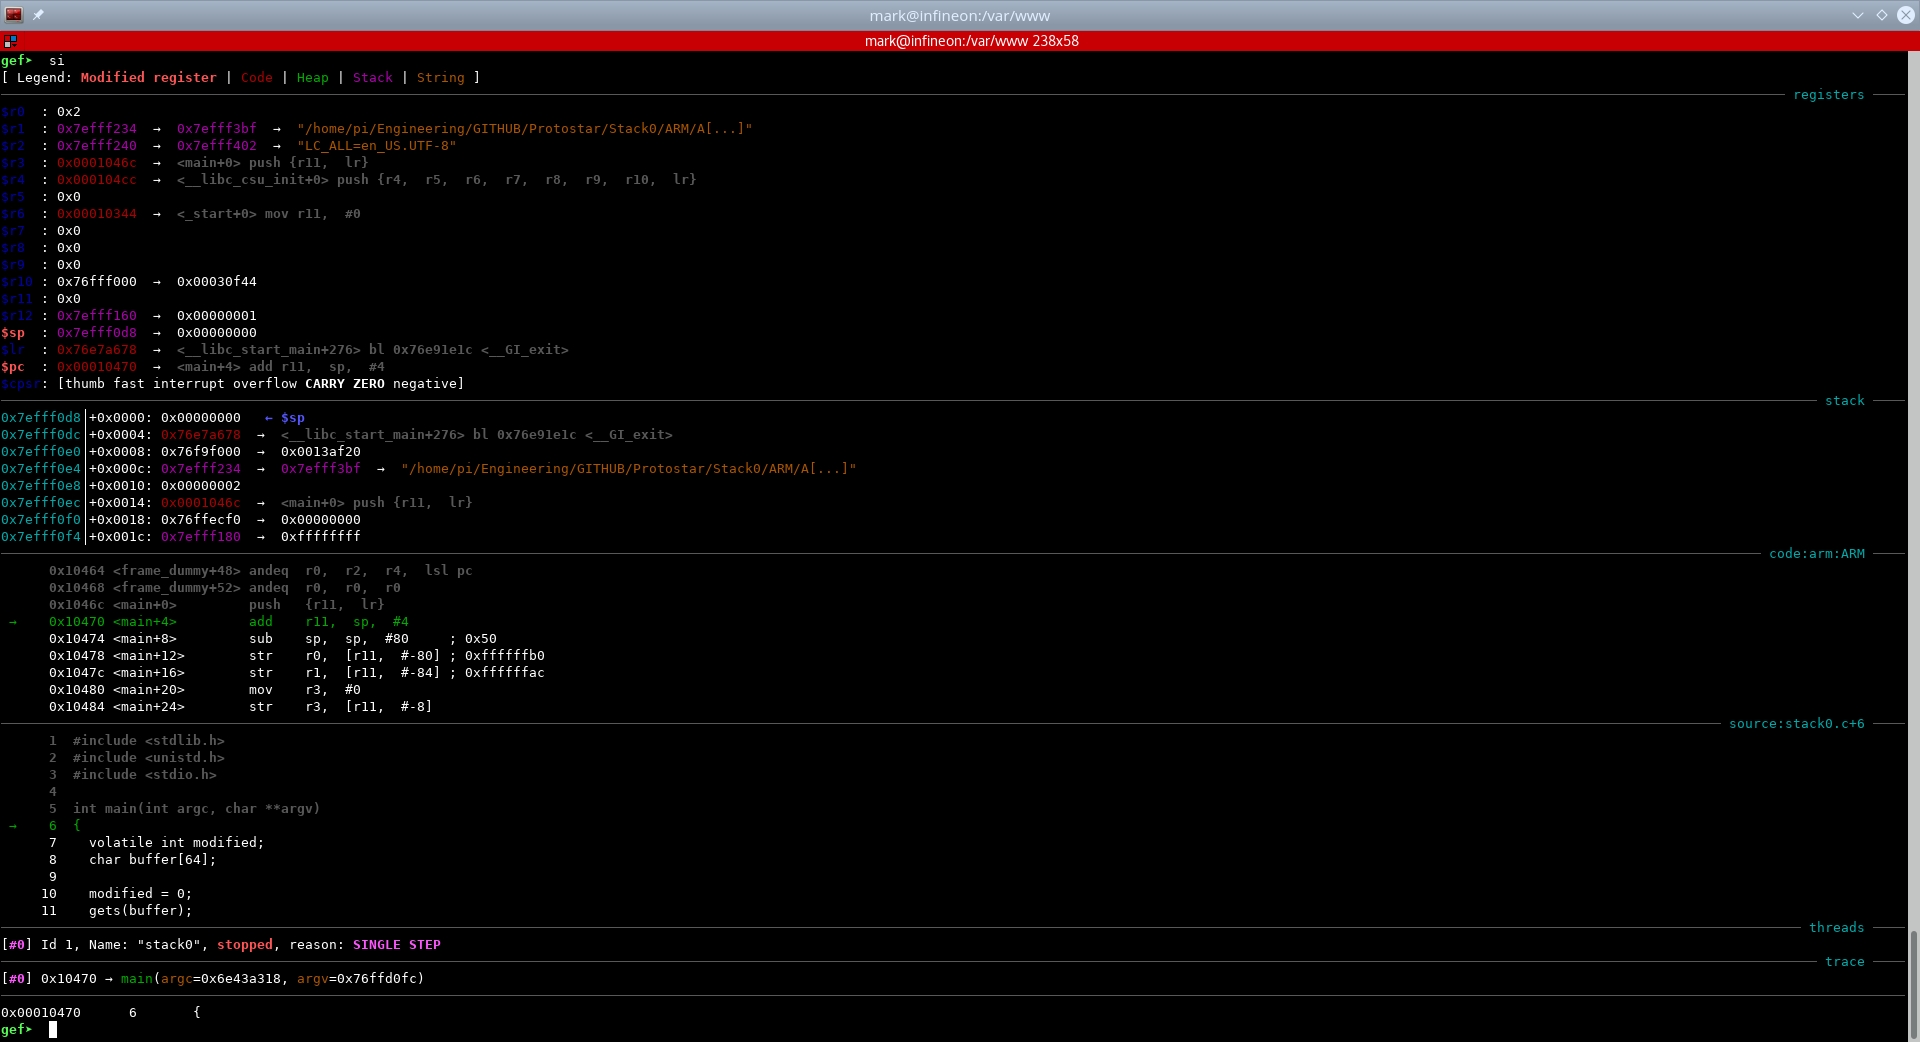 mark@infineon:/var/www
mark@infineon:/var/www 238x58
gef➤  si
[ Legend: Modified register | Code | Heap | Stack | String ]
registers
$r0  : 0x2
$r1  : 0x7efff234  →  0x7efff3bf  →  "/home/pi/Engineering/GITHUB/Protostar/Stack0/ARM/A[...]"
$r2  : 0x7efff240  →  0x7efff402  →  "LC_ALL=en_US.UTF-8"
$r3  : 0x0001046c  →  <main+0> push {r11,  lr}
$r4  : 0x000104cc  →  <__libc_csu_init+0> push {r4,  r5,  r6,  r7,  r8,  r9,  r10,  lr}
$r5  : 0x0
$r6  : 0x00010344  →  <_start+0> mov r11,  #0
$r7  : 0x0
$r8  : 0x0
$r9  : 0x0
$r10 : 0x76fff000  →  0x00030f44
$r11 : 0x0
$r12 : 0x7efff160  →  0x00000001
$sp  : 0x7efff0d8  →  0x00000000
$lr  : 0x76e7a678  →  <__libc_start_main+276> bl 0x76e91e1c <__GI_exit>
$pc  : 0x00010470  →  <main+4> add r11,  sp,  #4
$cpsr: [thumb fast interrupt overflow CARRY ZERO negative]
stack
0x7efff0d8│+0x0000: 0x00000000   ← $sp
0x7efff0dc│+0x0004: 0x76e7a678  →  <__libc_start_main+276> bl 0x76e91e1c <__GI_exit>
0x7efff0e0│+0x0008: 0x76f9f000  →  0x0013af20
0x7efff0e4│+0x000c: 0x7efff234  →  0x7efff3bf  →  "/home/pi/Engineering/GITHUB/Protostar/Stack0/ARM/A[...]"
0x7efff0e8│+0x0010: 0x00000002
0x7efff0ec│+0x0014: 0x0001046c  →  <main+0> push {r11,  lr}
0x7efff0f0│+0x0018: 0x76ffecf0  →  0x00000000
0x7efff0f4│+0x001c: 0x7efff180  →  0xffffffff
code:arm:ARM
0x10464 <frame_dummy+48> andeq  r0,  r2,  r4,  lsl pc
0x10468 <frame_dummy+52> andeq  r0,  r0,  r0
0x1046c <main+0>         push   {r11,  lr}
→    0x10470 <main+4>         add    r11,  sp,  #4
0x10474 <main+8>         sub    sp,  sp,  #80     ; 0x50
0x10478 <main+12>        str    r0,  [r11,  #-80] ; 0xffffffb0
0x1047c <main+16>        str    r1,  [r11,  #-84] ; 0xffffffac
0x10480 <main+20>        mov    r3,  #0
0x10484 <main+24>        str    r3,  [r11,  #-8]
source:stack0.c+6
1  #include <stdlib.h>
2  #include <unistd.h>
3  #include <stdio.h>
4
5  int main(int argc, char **argv)
→    6  {
7    volatile int modified;
8    char buffer[64];
9
10    modified = 0;
11    gets(buffer);
threads
[#0] Id 1, Name: "stack0", stopped, reason: SINGLE STEP
trace
[#0] 0x10470 → main(argc=0x6e43a318, argv=0x76ffd0fc)
0x00010470      6       {
gef➤